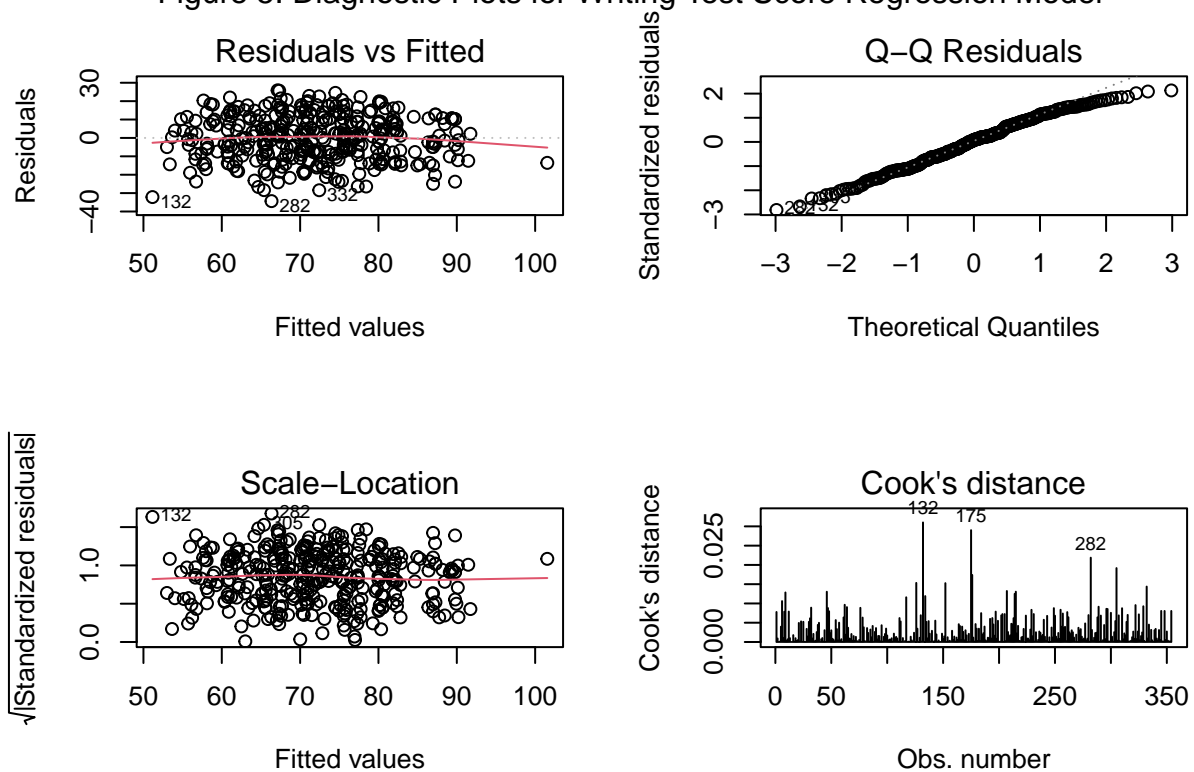 Figure 3: Diagnostic Plots for Writing Test Score Regression Model
Residuals vs Fitted
Residuals
30
0
−40
132
282
332
50 60 70 80 90 100
Fitted values
Q−Q Residuals
Standardized residuals
2
0
−3
282
132
−3 −2 −1 0 1 2 3
Theoretical Quantiles
Scale−Location
√|Standardized residuals|
1.0
0.0
132
282
50 60 70 80 90 100
Fitted values
Cook's distance
Cook's distance
0.025
0.000
132
175
282
0 50 150 250 350
Obs. number